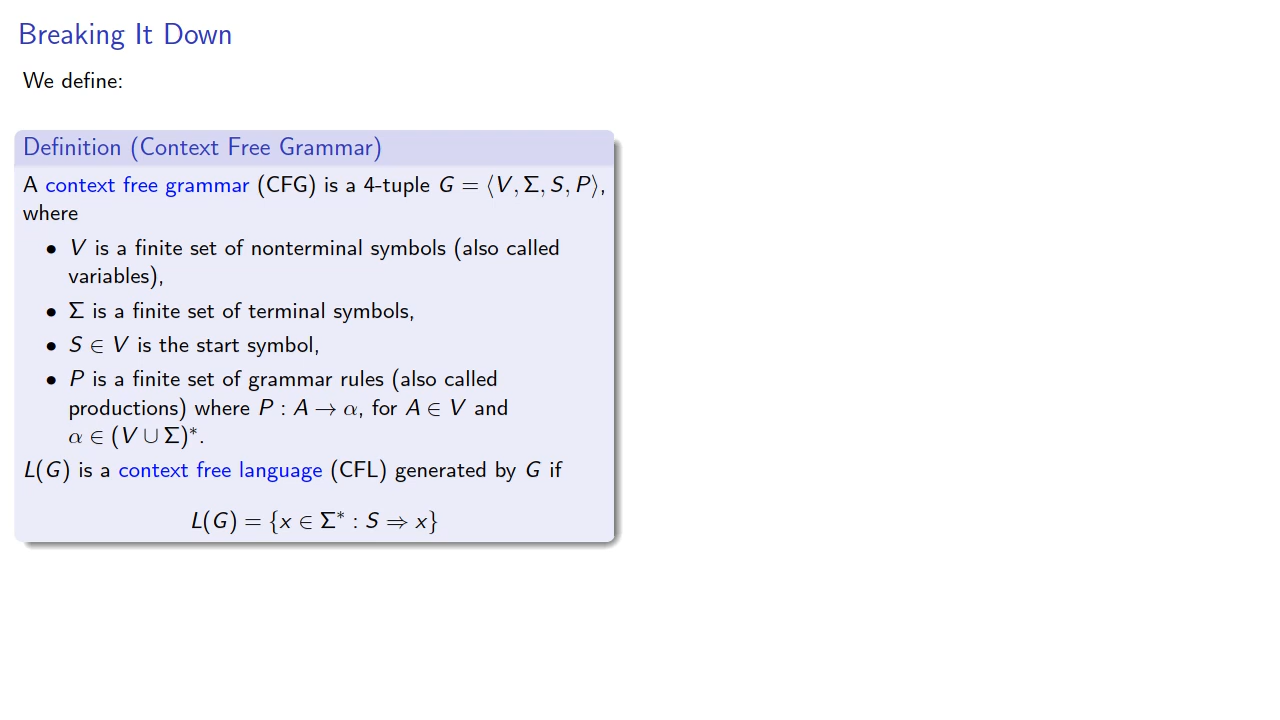 Breaking It Down
We define:
Definition (Context Free Grammar)
A context free grammar (CFG) is a 4-tuple G = ⟨V, Σ, S, P⟩,
where
• V is a finite set of nonterminal symbols (also called
variables),
• Σ is a finite set of terminal symbols,
• S ∈ V is the start symbol,
• P is a finite set of grammar rules (also called
productions) where P : A → α, for A ∈ V and
α ∈ (V ∪ Σ)*.
L(G) is a context free language (CFL) generated by G if
L(G) = {x ∈ Σ* : S ⇒ x}